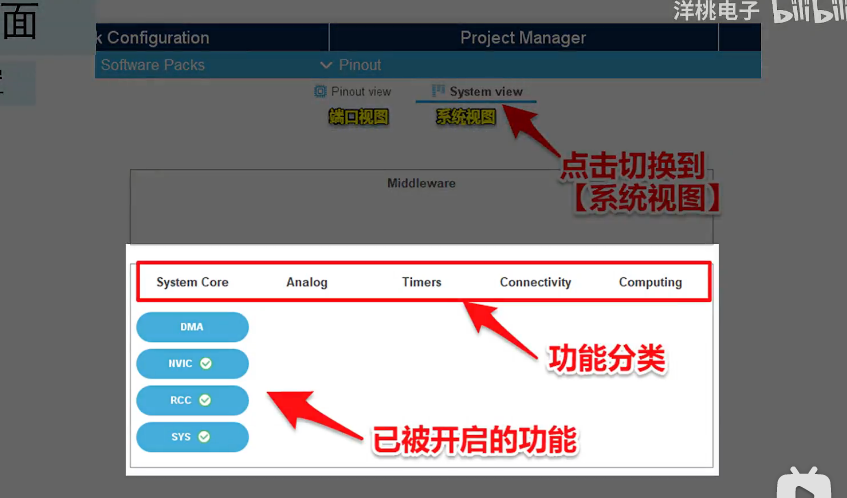 洋桃电子 bilibili
面
k Configuration
Project Manager
Software Packs
Pinout
Pinout view
System view
端口视图
系统视图
点击切换到
【系统视图】
Middleware
System Core
Analog
Timers
Connectivity
Computing
DMA
NVIC
功能分类
RCC
已被开启的功能
SYS